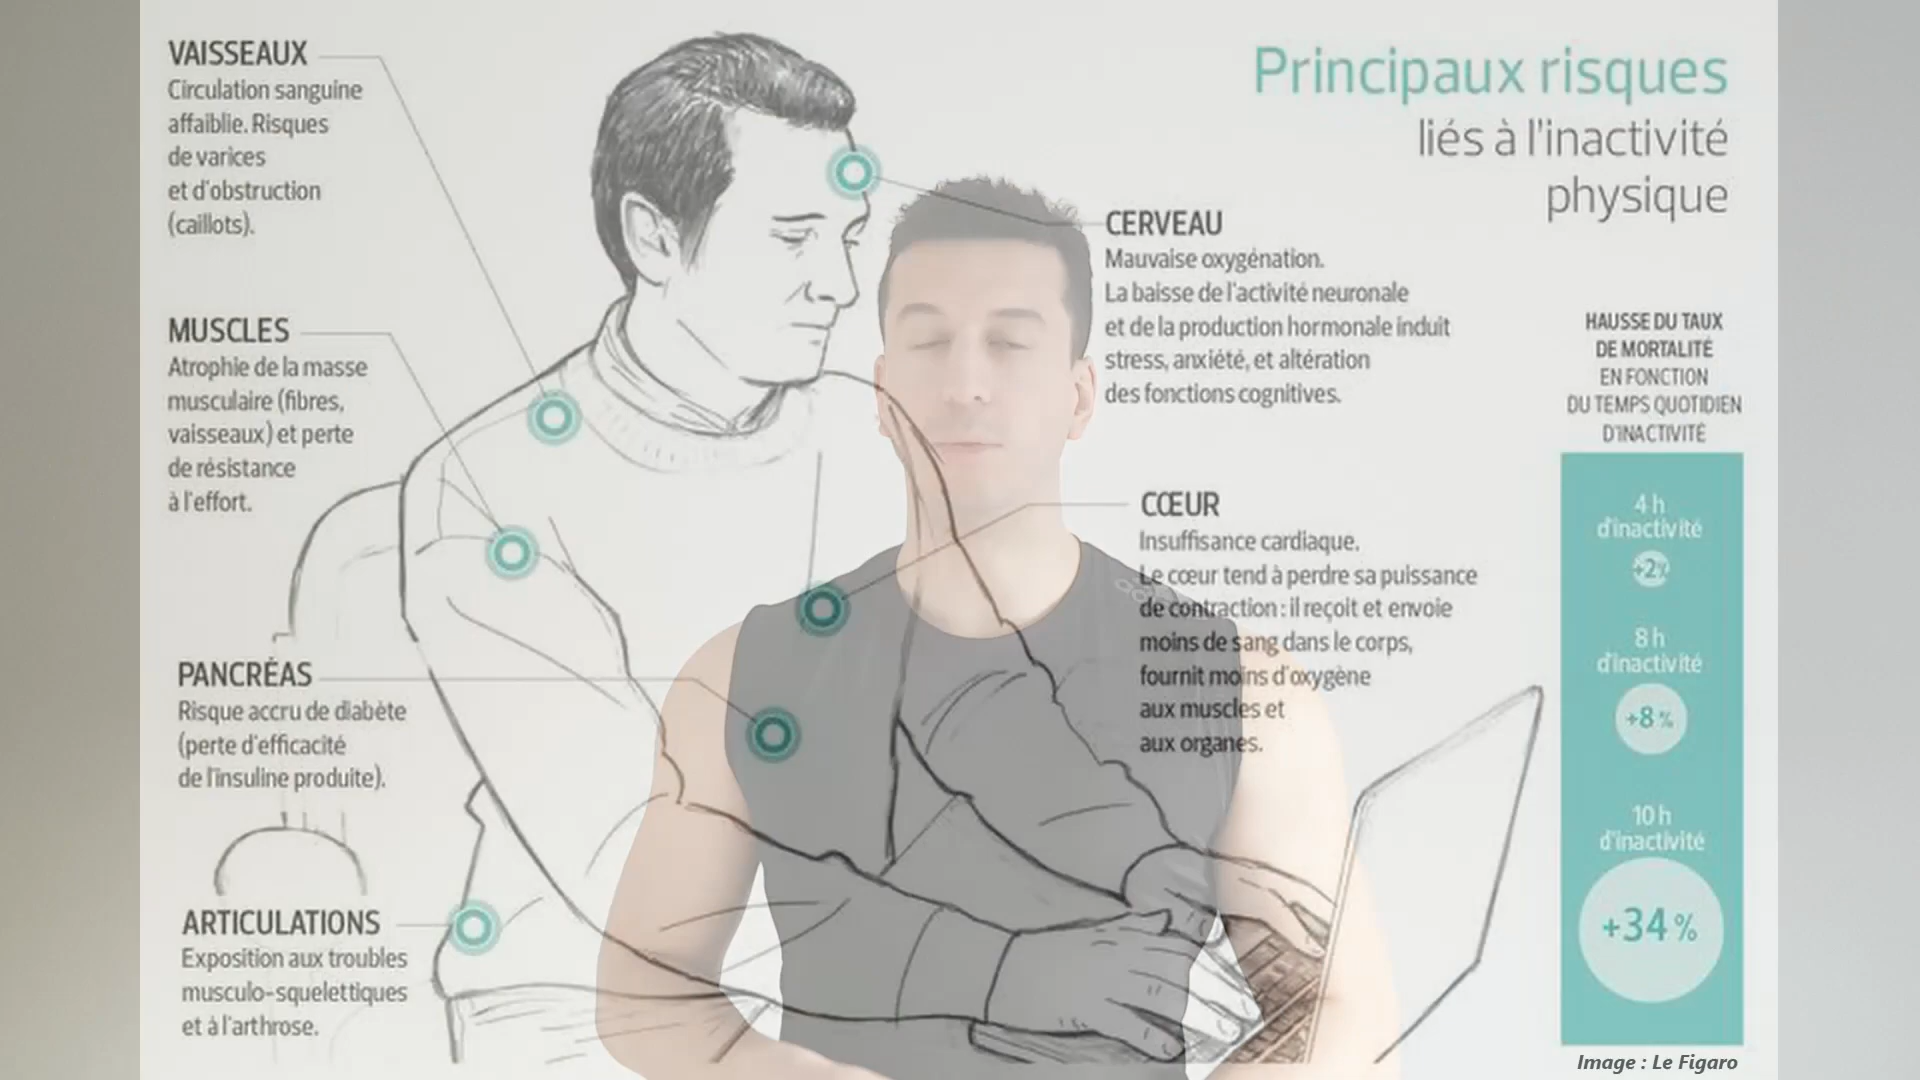 Principaux risques
liés à l'inactivité
physique
VAISSEAUX
Circulation sanguine
affaiblie. Risques
de varices
et d'obstruction
(caillots).
MUSCLES
Atrophie de la masse
musculaire (fibres,
vaisseaux) et perte
de résistance
à l'effort.
PANCRÉAS
Risque accru de diabète
(perte d'efficacité
de l'insuline produite).
ARTICULATIONS
Exposition aux troubles
musculo-squelettiques
et à l'arthrose.
CERVEAU
Mauvaise oxygénation.
La baisse de l'activité neuronale
et de la production hormonale induit
stress, anxiété, et altération
des fonctions cognitives.
CŒUR
Insuffisance cardiaque.
Le cœur tend à perdre sa puissance
de contraction : il reçoit et envoie
moins de sang dans le corps,
fournit moins d'oxygène
aux muscles et
aux organes.
HAUSSE DU TAUX
DE MORTALITÉ
EN FONCTION
DU TEMPS QUOTIDIEN
D'INACTIVITÉ
4 h
d'inactivité
+2%
8 h
d'inactivité
+8 %
10 h
d'inactivité
+34 %
Image : Le Figaro